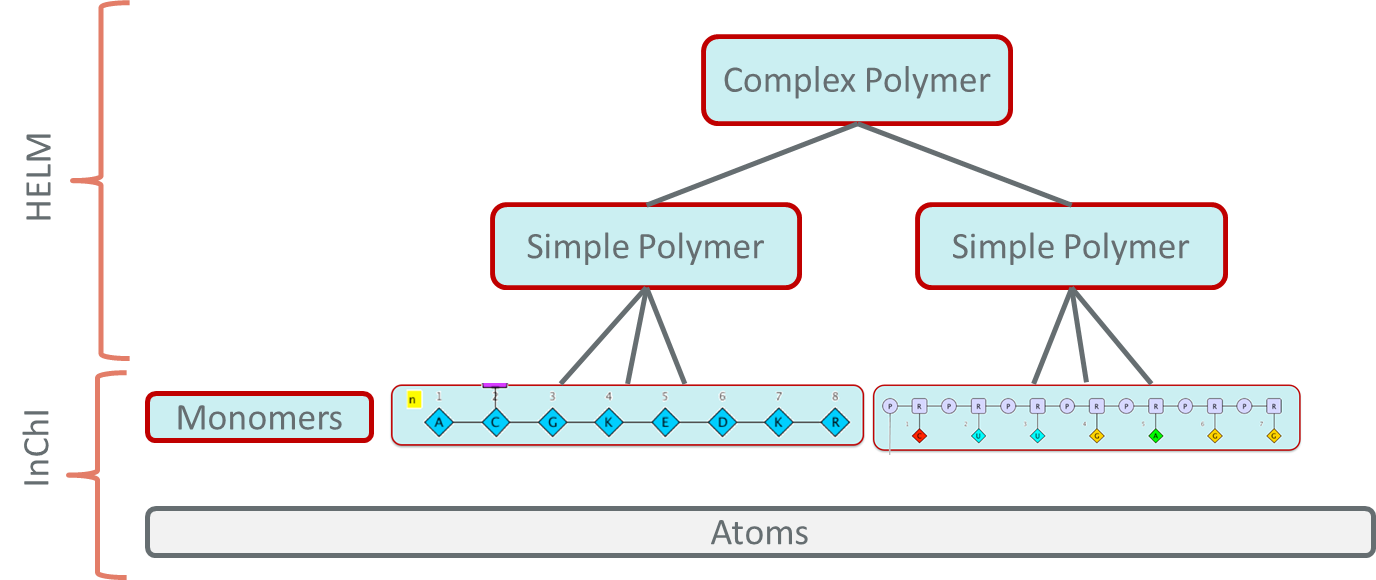 HELM
Complex Polymer
Simple Polymer Simple Polymer
InChI
Monomers
n 1 2 3 4 5 6 7 8
A C G K E D K R
P R P R P R P R P R P R P R
1 2 3 4 5 6 7
C U U G A G G
Atoms